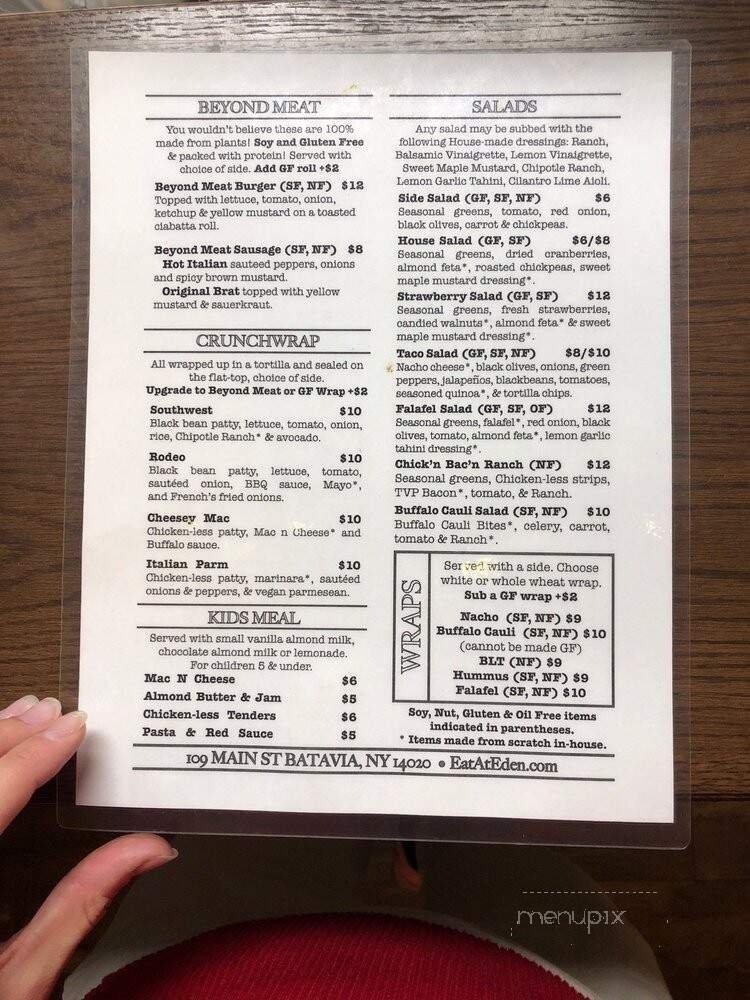 BEYOND MEAT
You wouldn't believe these are 100%
made from plants! Soy and Gluten Free
& packed with protein! Served with
choice of side. Add GF roll +$2
Beyond Meat Burger (SF, NF) $12
Topped with lettuce, tomato, onion,
ketchup & yellow mustard on a toasted
ciabatta roll.
Beyond Meat Sausage (SF, NF) $8
Hot Italian sauteed peppers, onions
and spicy brown mustard.
Original Brat topped with yellow
mustard & sauerkraut.
CRUNCHWRAP
All wrapped up in a tortilla and sealed on
the flat-top, choice of side.
Upgrade to Beyond Meat or GF Wrap +$2
Southwest $10
Black bean patty, lettuce, tomato, onion,
rice, Chipotle Ranch* & avocado.
Rodeo $10
Black bean patty, lettuce, tomato,
sautéed onion, BBQ sauce, Mayo*,
and French's fried onions.
Cheesey Mac $10
Chicken-less patty, Mac n Cheese* and
Buffalo sauce.
Italian Parm $10
Chicken-less patty, marinara*, sautéed
onions & peppers, & vegan parmesean.
KIDS MEAL
Served with small vanilla almond milk,
chocolate almond milk or lemonade.
For children 5 & under.
Mac N Cheese $6
Almond Butter & Jam $5
Chicken-less Tenders $6
Pasta & Red Sauce $5
SALADS
Any salad may be subbed with the
following House-made dressings: Ranch,
Balsamic Vinaigrette, Lemon Vinaigrette,
Sweet Maple Mustard, Chipotle Ranch,
Lemon Garlic Tahini, Cilantro Lime Aioli.
Side Salad (GF, SF, NF) $6
Seasonal greens, tomato, red onion,
black olives, carrot & chickpeas.
House Salad (GF, SF) $6/$8
Seasonal greens, dried cranberries,
almond feta*, roasted chickpeas, sweet
maple mustard dressing*.
Strawberry Salad (GF, SF) $12
Seasonal greens, fresh strawberries,
candied walnuts*, almond feta* & sweet
maple mustard dressing*.
Taco Salad (GF, SF, NF) $8/$10
Nacho cheese*, black olives, onions, green
peppers, jalapeños, blackbeans, tomatoes,
seasoned quinoa*, & tortilla chips.
Falafel Salad (GF, SF, OF) $12
Seasonal greens, falafel*, red onion, black
olives, tomato, almond feta*, lemon garlic
tahini dressing*.
Chick'n Bac'n Ranch (NF) $12
Seasonal greens, Chicken-less strips,
TVP Bacon*, tomato, & Ranch.
Buffalo Cauli Salad (SF, NF) $10
Buffalo Cauli Bites*, celery, carrot,
tomato & Ranch*.
WRAPS
Served with a side. Choose
white or whole wheat wrap.
Sub a GF wrap +$2
Nacho (SF, NF) $9
Buffalo Cauli (SF, NF) $10
(cannot be made GF)
BLT (NF) $9
Hummus (SF, NF) $9
Falafel (SF, NF) $10
Soy, Nut, Gluten & Oil Free items
indicated in parentheses.
* Items made from scratch in-house.
109 MAIN ST BATAVIA, NY 14020 • EatAtEden.com
menupix